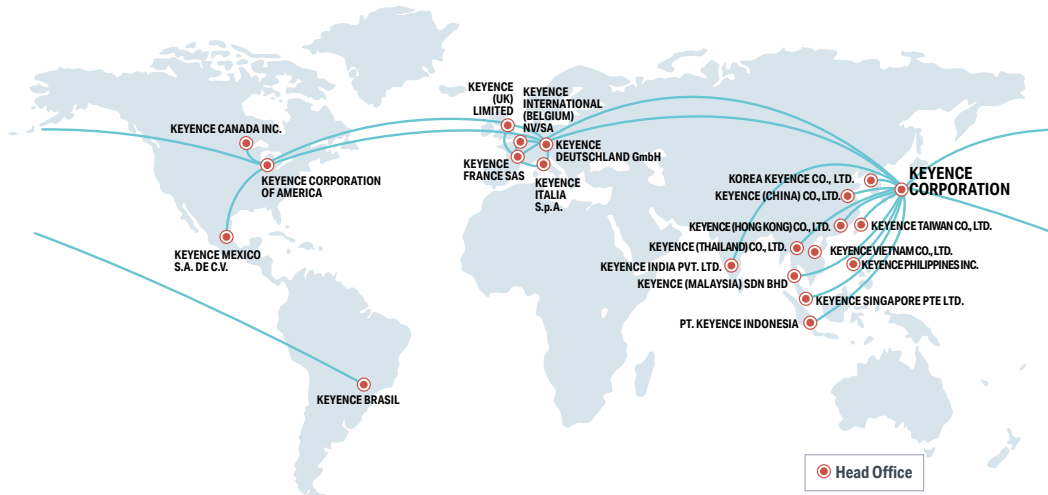 KEYENCE
(UK)
LIMITED
KEYENCE
INTERNATIONAL
(BELGIUM)
NV/SA
KEYENCE CANADA INC.
KEYENCE
DEUTSCHLAND GmbH
KEYENCE
FRANCE SAS
KEYENCE
ITALIA
S.p.A.
KEYENCE CORPORATION
OF AMERICA
KOREA KEYENCE CO., LTD.
KEYENCE
CORPORATION
KEYENCE (CHINA) CO., LTD.
KEYENCE (HONG KONG) CO., LTD.
KEYENCE TAIWAN CO., LTD.
KEYENCE MEXICO
S.A. DE C.V.
KEYENCE (THAILAND) CO., LTD.
KEYENCE VIETNAM CO., LTD.
KEYENCE INDIA PVT. LTD.
KEYENCE PHILIPPINES INC.
KEYENCE (MALAYSIA) SDN BHD
KEYENCE SINGAPORE PTE LTD.
PT. KEYENCE INDONESIA
KEYENCE BRASIL
Head Office